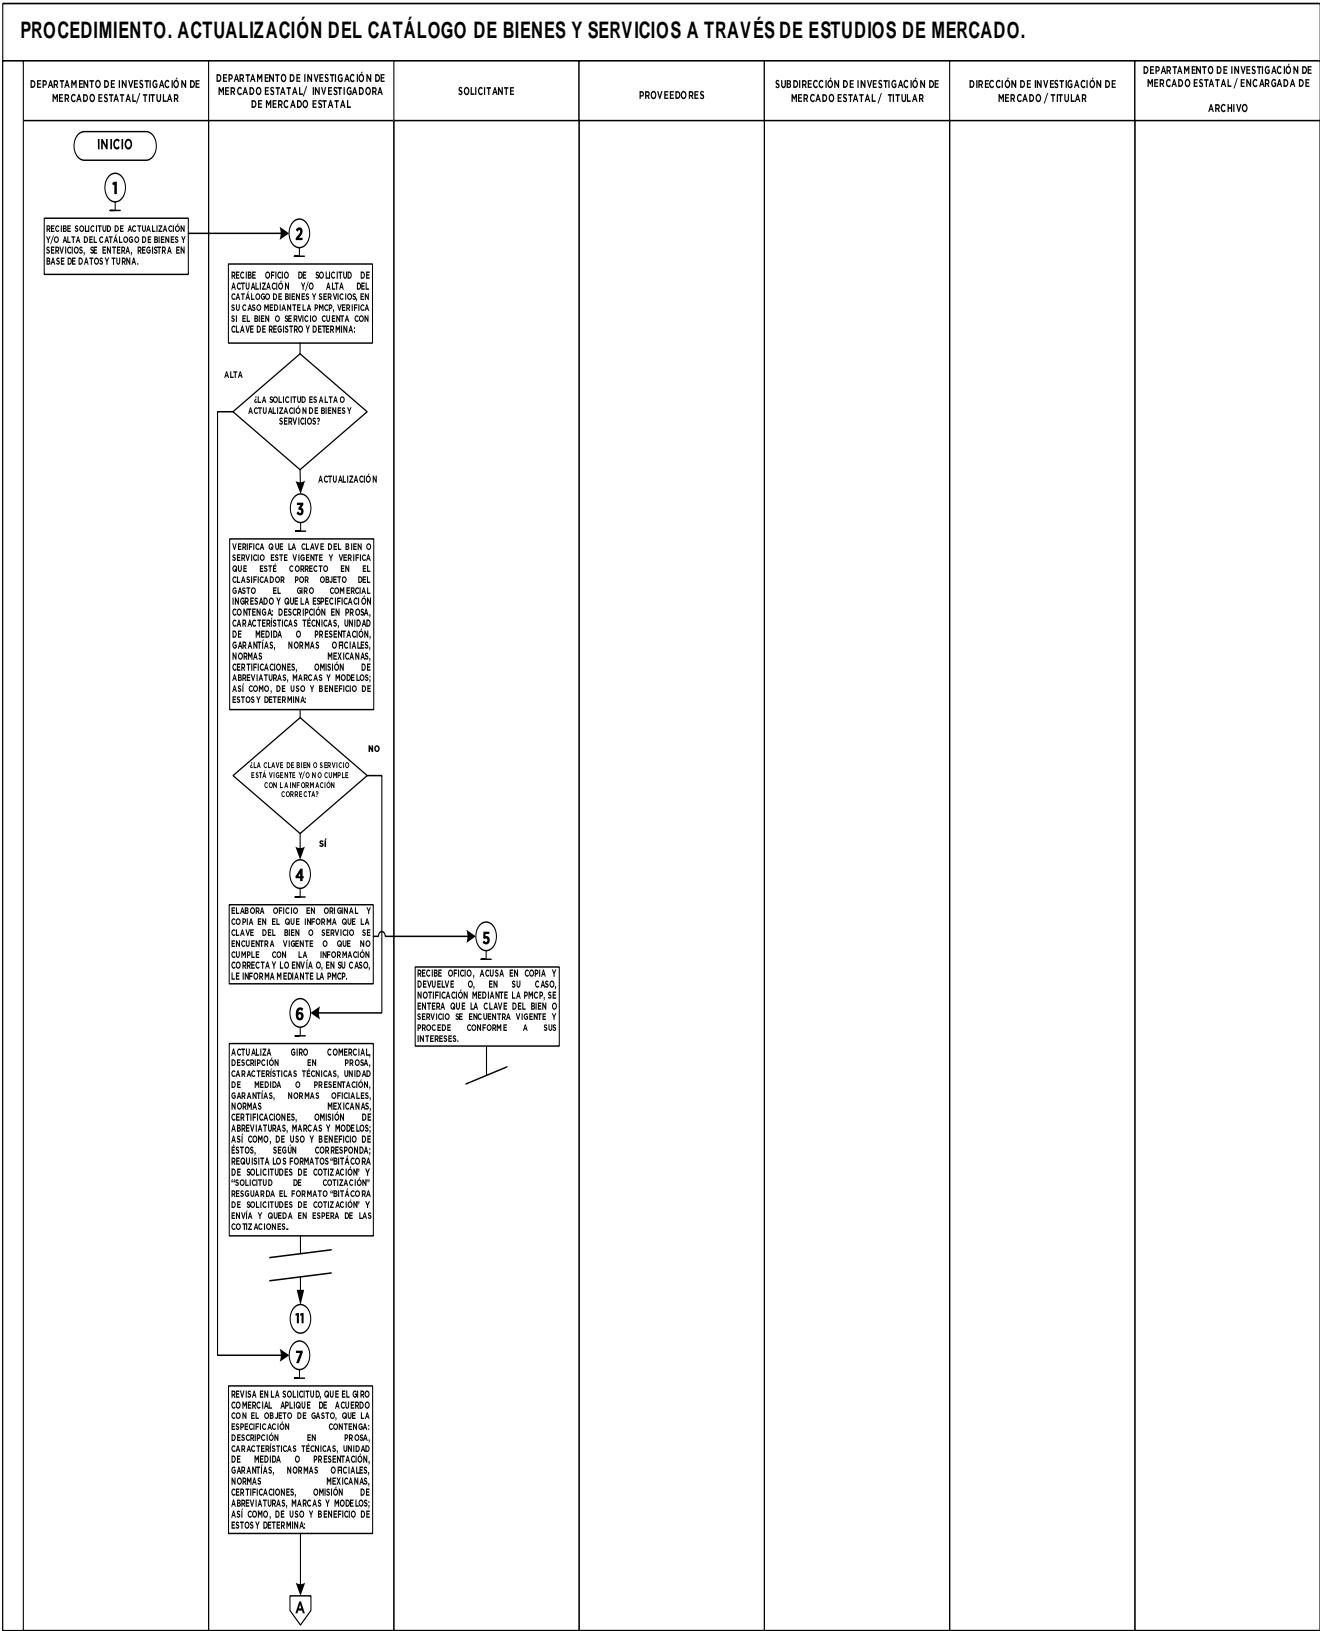 PROCEDIMIENTO. ACTUALIZACIÓN DEL CATÁLOGO DE BIENES Y SERVICIOS A TRAVÉS DE ESTUDIOS DE MERCADO.
DEPARTAMENTO DE INVESTIGACIÓN DE
MERCADO ESTATAL/ TITULAR
DEPARTAMENTO DE INVESTIGACIÓN DE
MERCADO ESTATAL/ INVESTIGADORA
DE MERCADO ESTATAL
SOLICITANTE
PROVEEDORES
SUBDIRECCIÓN DE INVESTIGACIÓN DE
MERCADO ESTATAL / TITULAR
DIRECCIÓN DE INVESTIGACIÓN DE
MERCADO / TITULAR
DEPARTAMENTO DE INVESTIGACIÓN DE
MERCADO ESTATAL / ENCARGADA DE
ARCHIVO
INICIO
1
RECIBE SOLICITUD DE ACTUALIZACIÓN
Y/O ALTA DEL CATÁLOGO DE BIENES Y
SERVICIOS, SE ENTERA, REGISTRA EN
BASE DE DATOS Y TURNA.
2
RECIBE OFICIO DE SOLICITUD DE
ACTUALIZACIÓN Y/O ALTA DEL
CATÁLOGO DE BIENES Y SERVICIOS, EN
SU CASO MEDIANTE LA PMCP, VERIFICA
SI EL BIEN O SERVICIO CUENTA CON
CLAVE DE REGISTRO Y DETERMINA:
ALTA
¿LA SOLICITUD ES ALTA O
ACTUALIZACIÓN DE BIENES Y
SERVICIOS?
ACTUALIZACIÓN
3
VERIFICA QUE LA CLAVE DEL BIEN O
SERVICIO ESTE VIGENTE Y VERIFICA
QUE ESTÉ CORRECTO EN EL
CLASIFICADOR POR OBJETO DEL
GASTO EL GIRO COMERCIAL
INGRESADO Y QUE LA ESPECIFICACIÓN
CONTENGA: DESCRIPCIÓN EN PROSA,
CARACTERÍSTICAS TÉCNICAS, UNIDAD
DE MEDIDA O PRESENTACIÓN,
GARANTÍAS, NORMAS OFICIALES,
NORMAS MEXICANAS,
CERTIFICACIONES, OMISIÓN DE
ABREVIATURAS, MARCAS Y MODELOS;
ASÍ COMO, DE USO Y BENEFICIO DE
ESTOS Y DETERMINA:
NO
¿LA CLAVE DE BIEN O SERVICIO
ESTÁ VIGENTE Y/O NO CUMPLE
CON LA INFORMACIÓN
CORRECTA?
SÍ
4
ELABORA OFICIO EN ORIGINAL Y
COPIA EN EL QUE INFORMA QUE LA
CLAVE DEL BIEN O SERVICIO SE
ENCUENTRA VIGENTE O QUE NO
CUMPLE CON LA INFORMACIÓN
CORRECTA Y LO ENVÍA O, EN SU CASO,
LE INFORMA MEDIANTE LA PMCP.
5
RECIBE OFICIO, ACUSA EN COPIA Y
DEVUELVE O, EN SU CASO,
NOTIFICACIÓN MEDIANTE LA PMCP, SE
ENTERA QUE LA CLAVE DEL BIEN O
SERVICIO SE ENCUENTRA VIGENTE Y
PROCEDE CONFORME A SUS
INTERESES.
6
ACTUALIZA GIRO COMERCIAL,
DESCRIPCIÓN EN PROSA,
CARACTERÍSTICAS TÉCNICAS, UNIDAD
DE MEDIDA O PRESENTACIÓN,
GARANTÍAS, NORMAS OFICIALES,
NORMAS MEXICANAS,
CERTIFICACIONES, OMISIÓN DE
ABREVIATURAS, MARCAS Y MODELOS;
ASÍ COMO, DE USO Y BENEFICIO DE
ÉSTOS, SEGÚN CORRESPONDA;
REQUISITA LOS FORMATOS "BITÁCORA
DE SOLICITUDES DE COTIZACIÓN" Y
"SOLICITUD DE COTIZACIÓN"
RESGUARDA EL FORMATO "BITÁCORA
DE SOLICITUDES DE COTIZACIÓN" Y
ENVÍA Y QUEDA EN ESPERA DE LAS
COTIZACIONES..
11
7
REVISA EN LA SOLICITUD, QUE EL GIRO
COMERCIAL APLIQUE DE ACUERDO
CON EL OBJETO DE GASTO, QUE LA
ESPECIFICACIÓN CONTENGA:
DESCRIPCIÓN EN PROSA,
CARACTERÍSTICAS TÉCNICAS, UNIDAD
DE MEDIDA O PRESENTACIÓN,
GARANTÍAS, NORMAS OFICIALES,
NORMAS MEXICANAS,
CERTIFICACIONES, OMISIÓN DE
ABREVIATURAS, MARCAS Y MODELOS;
ASÍ COMO, DE USO Y BENEFICIO DE
ESTOS Y DETERMINA:
A